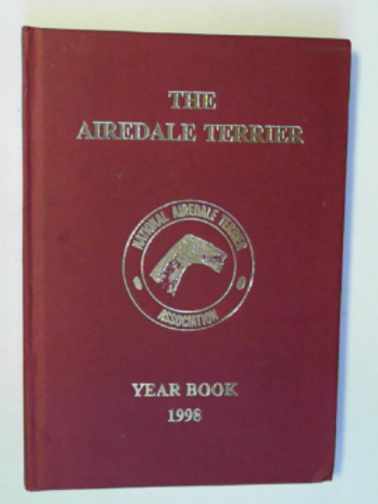 THE
AIREDALE TERRIER
NATIONAL AIREDALE TERRIER
ASSOCIATION
YEAR BOOK
1998